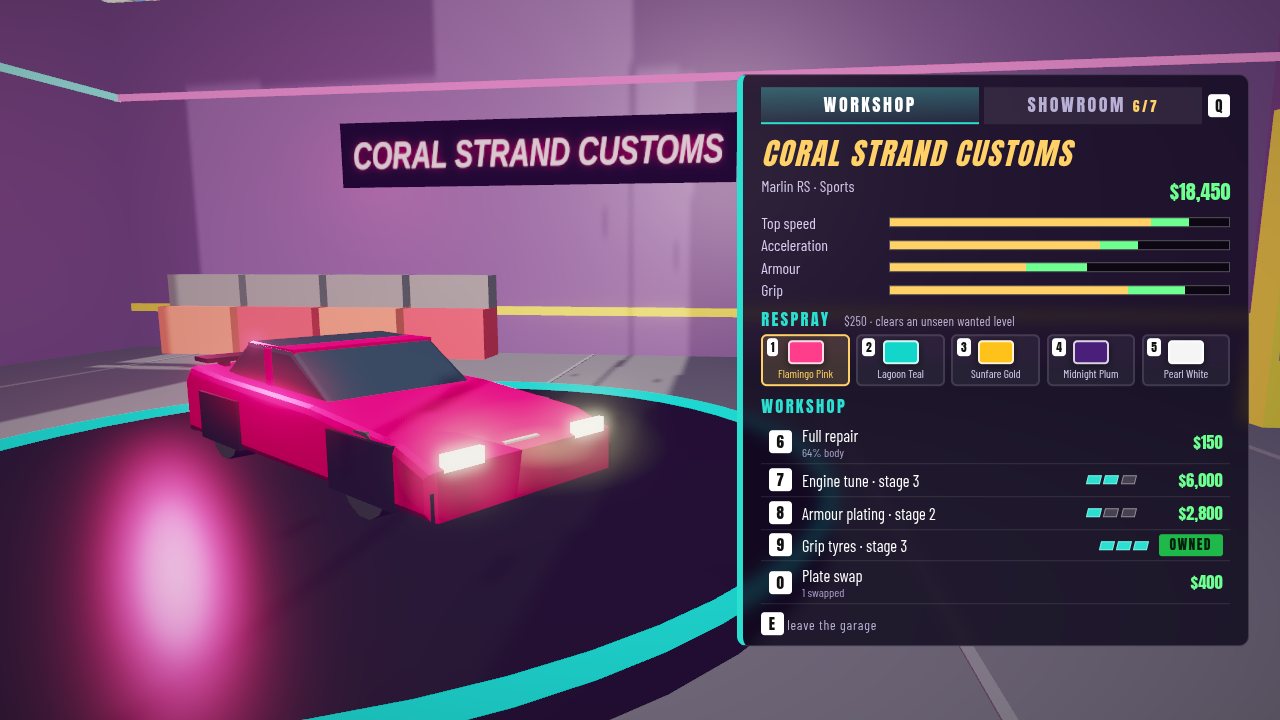 CORAL STRAND CUSTOMS
WORKSHOP
SHOWROOM 6/7
Q
CORAL STRAND CUSTOMS
Marlin RS · Sports
$18,450
Top speed
Acceleration
Armour
Grip
RESPRAY $250 · clears an unseen wanted level
1 Flamingo Pink
2 Lagoon Teal
3 Sunfare Gold
4 Midnight Plum
5 Pearl White
WORKSHOP
6 Full repair $150
64% body
7 Engine tune · stage 3 $6,000
8 Armour plating · stage 2 $2,800
9 Grip tyres · stage 3 OWNED
0 Plate swap $400
1 swapped
E leave the garage